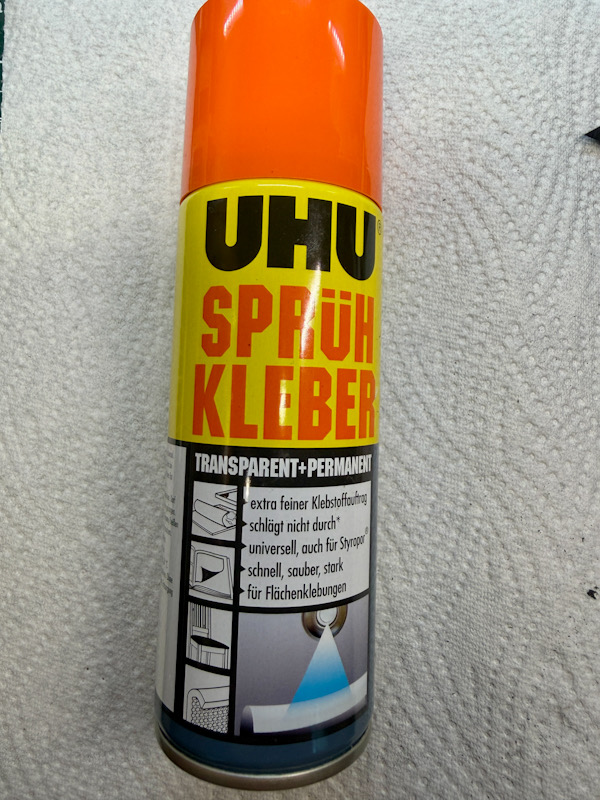 UHU®
SPRÜH
KLEBER
TRANSPARENT+PERMANENT
extra feiner Klebstoffauftrag
schlägt nicht durch*
universell, auch für Styropor®
schnell, sauber, stark
für Flächenklebungen